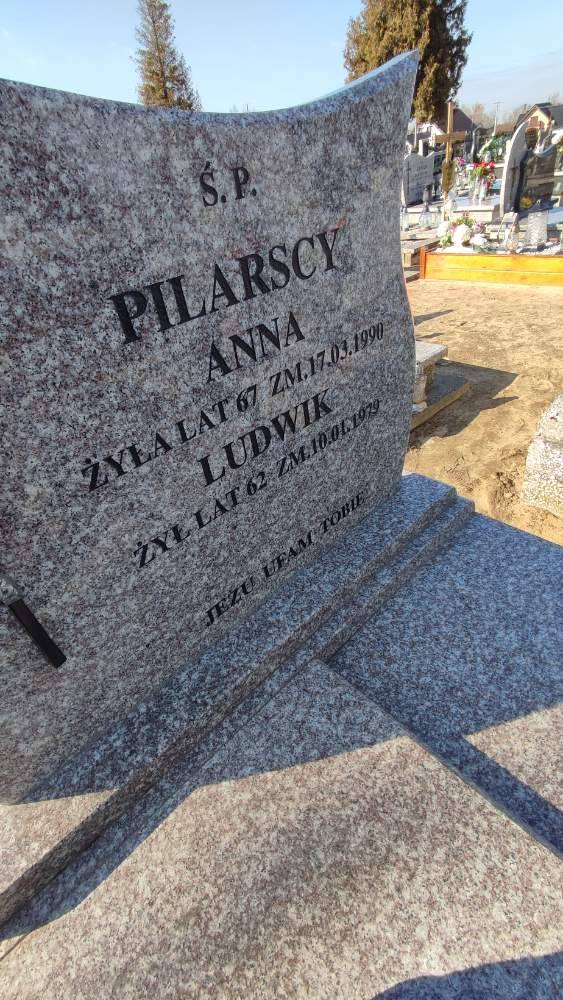 Ś. P.
PILARSCY
ANNA
ŻYŁA LAT 67 ZM.17.03.1990
LUDWIK
ŻYŁ LAT 62 ZM.10.01.1979
JEZU UFAM TOBIE